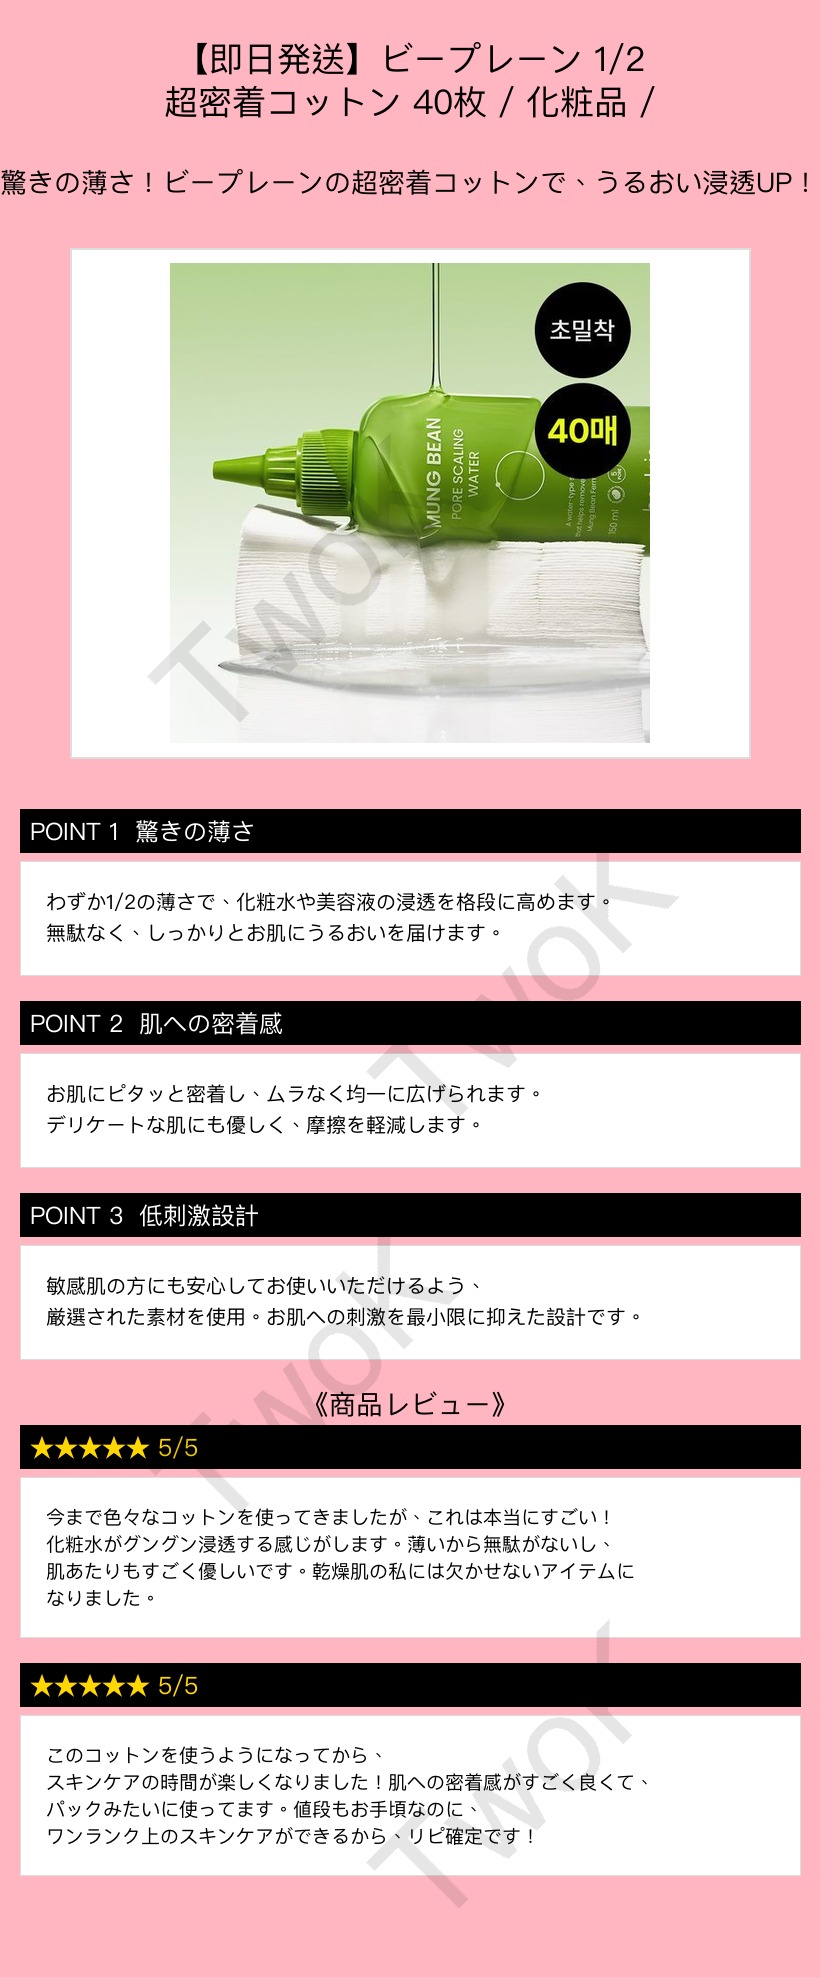 【即日発送】ビープレーン 1/2
超密着コットン 40枚 / 化粧品 /
驚きの薄さ！ビープレーンの超密着コットンで、うるおい浸透UP！
초밀착
40매
MUNG BEAN
PORE SCALING
WATER
A water-type
that helps remove
Mung Bean Ferm
150 ml
TwoK
POINT 1 驚きの薄さ
わずか1/2の薄さで、化粧水や美容液の浸透を格段に高めます。
無駄なく、しっかりとお肌にうるおいを届けます。
TwoK
POINT 2 肌への密着感
お肌にピタッと密着し、ムラなく均一に広げられます。
デリケートな肌にも優しく、摩擦を軽減します。
POINT 3 低刺激設計
敏感肌の方にも安心してお使いいただけるよう、
厳選された素材を使用。お肌への刺激を最小限に抑えた設計です。
TwoK
《商品レビュー》
★★★★★ 5/5
今まで色々なコットンを使ってきましたが、これは本当にすごい！
化粧水がグングン浸透する感じがします。薄いから無駄がないし、
肌あたりもすごく優しいです。乾燥肌の私には欠かせないアイテムに
なりました。
★★★★★ 5/5
このコットンを使うようになってから、
スキンケアの時間が楽しくなりました！肌への密着感がすごく良くて、
パックみたいに使ってます。値段もお手頃なのに、
ワンランク上のスキンケアができるから、リピ確定です！
TwoK